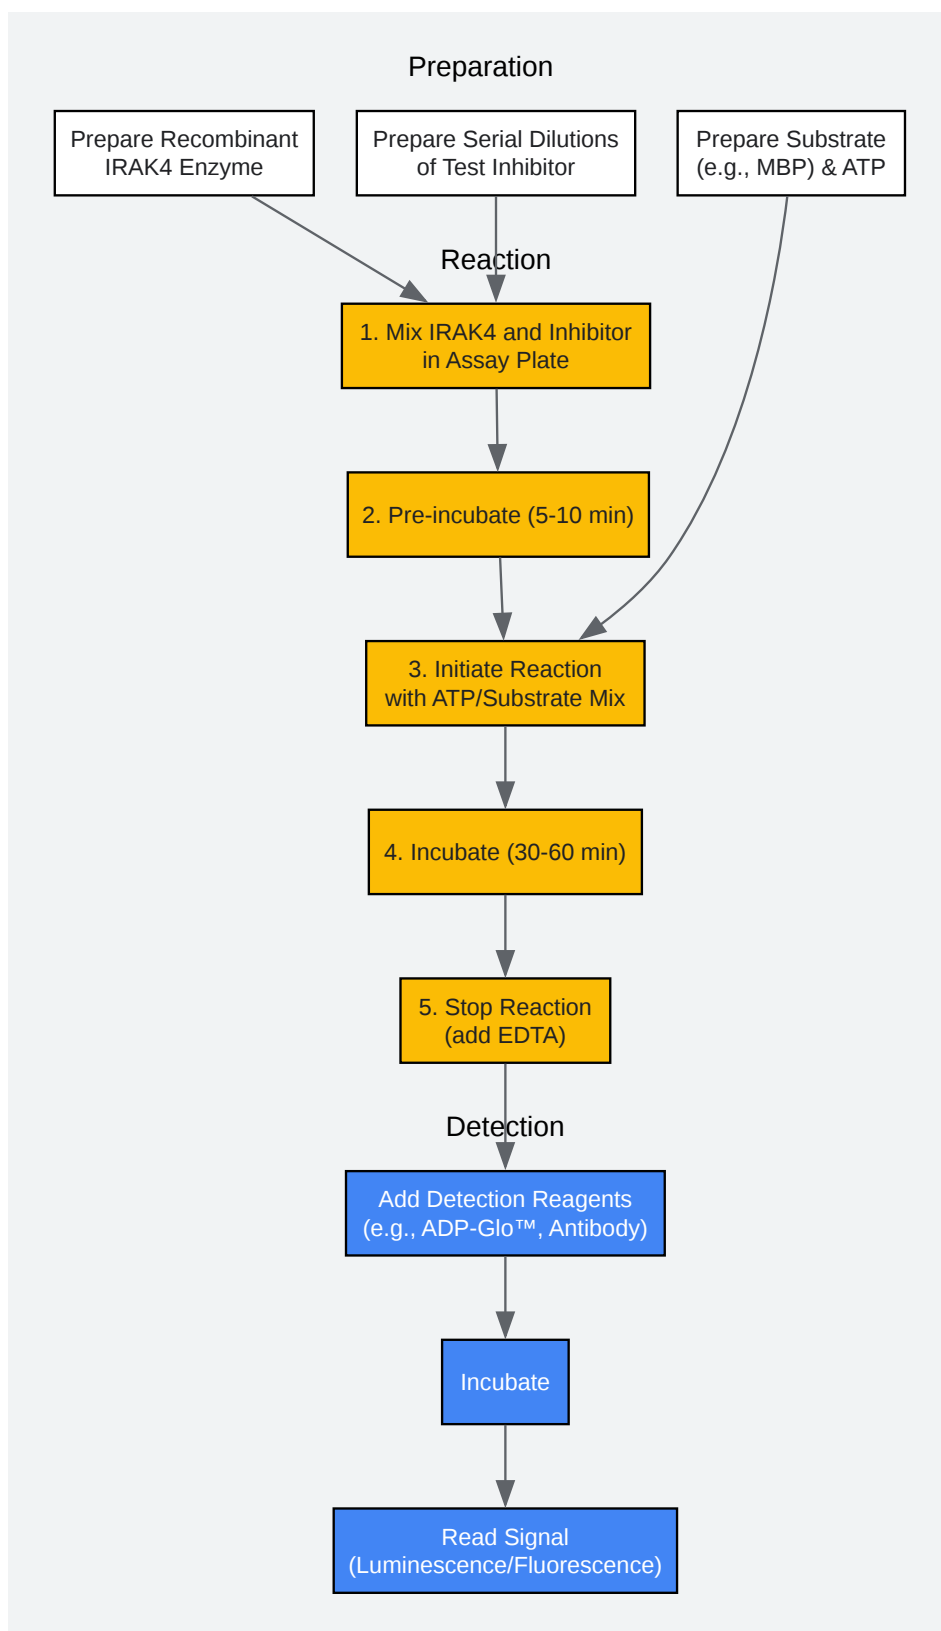 Preparation
Prepare Recombinant
IRAK4 Enzyme
Prepare Serial Dilutions
of Test Inhibitor
Prepare Substrate
(e.g., MBP) & ATP
Reaction
1. Mix IRAK4 and Inhibitor
in Assay Plate
2. Pre-incubate (5-10 min)
3. Initiate Reaction
with ATP/Substrate Mix
4. Incubate (30-60 min)
5. Stop Reaction
(add EDTA)
Detection
Add Detection Reagents
(e.g., ADP-Glo™, Antibody)
Incubate
Read Signal
(Luminescence/Fluorescence)